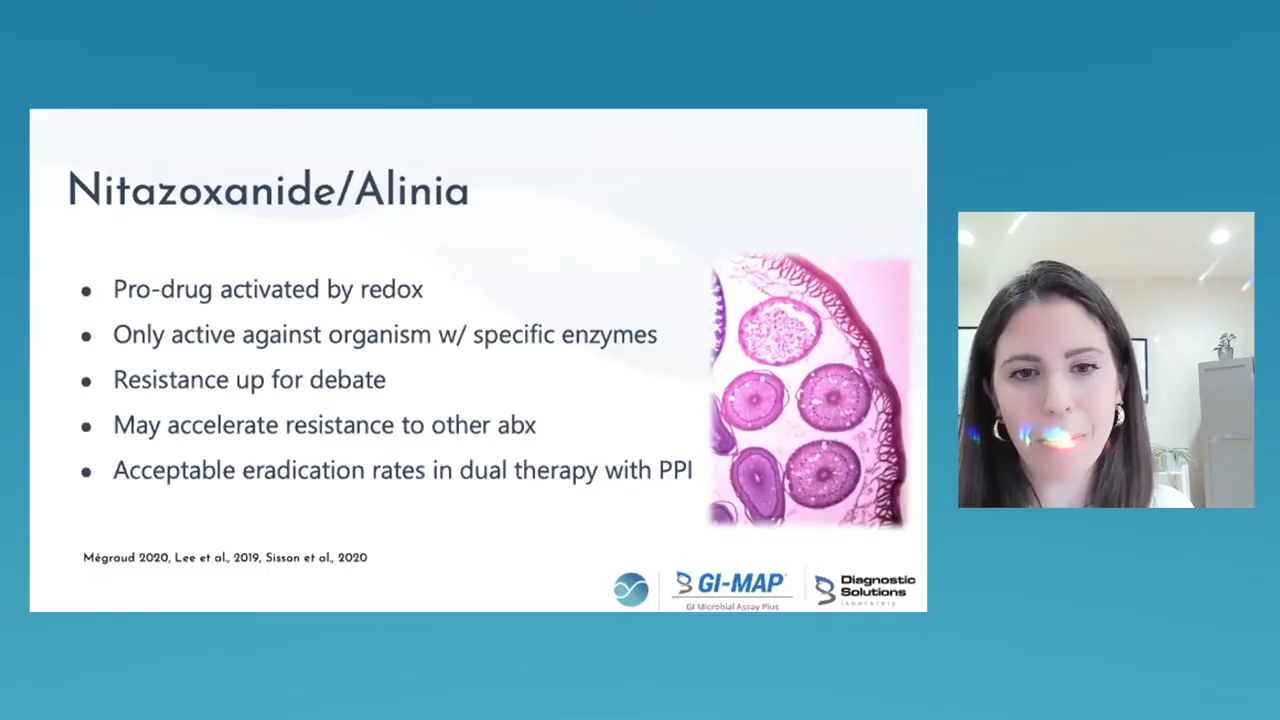 Nitazoxanide/Alinia
● Pro-drug activated by redox
● Only active against organism w/ specific enzymes
● Resistance up for debate
● May accelerate resistance to other abx
● Acceptable eradication rates in dual therapy with PPI
Mégraud 2020, Lee et al., 2019, Sisson et al., 2020
GI-MAP
GI Microbial Assay Plus
Diagnostic
Solutions
laboratory